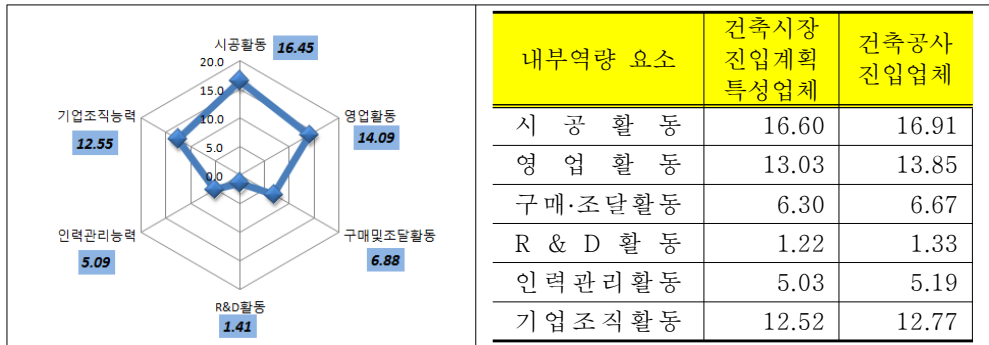 시공활동 16.45
20.0
15.0
10.0
5.0
0.0
영업활동
14.09
구매및조달활동
6.88
R&D활동
1.41
인력관리능력
5.09
기업조직능력
12.55
내부역량 요소 건축시장 진입계획 특성업체 건축공사 진입업체
시 공 활 동 16.60 16.91
영 업 활 동 13.03 13.85
구매·조달활동 6.30 6.67
R & D 활 동 1.22 1.33
인력관리활동 5.03 5.19
기업조직활동 12.52 12.77